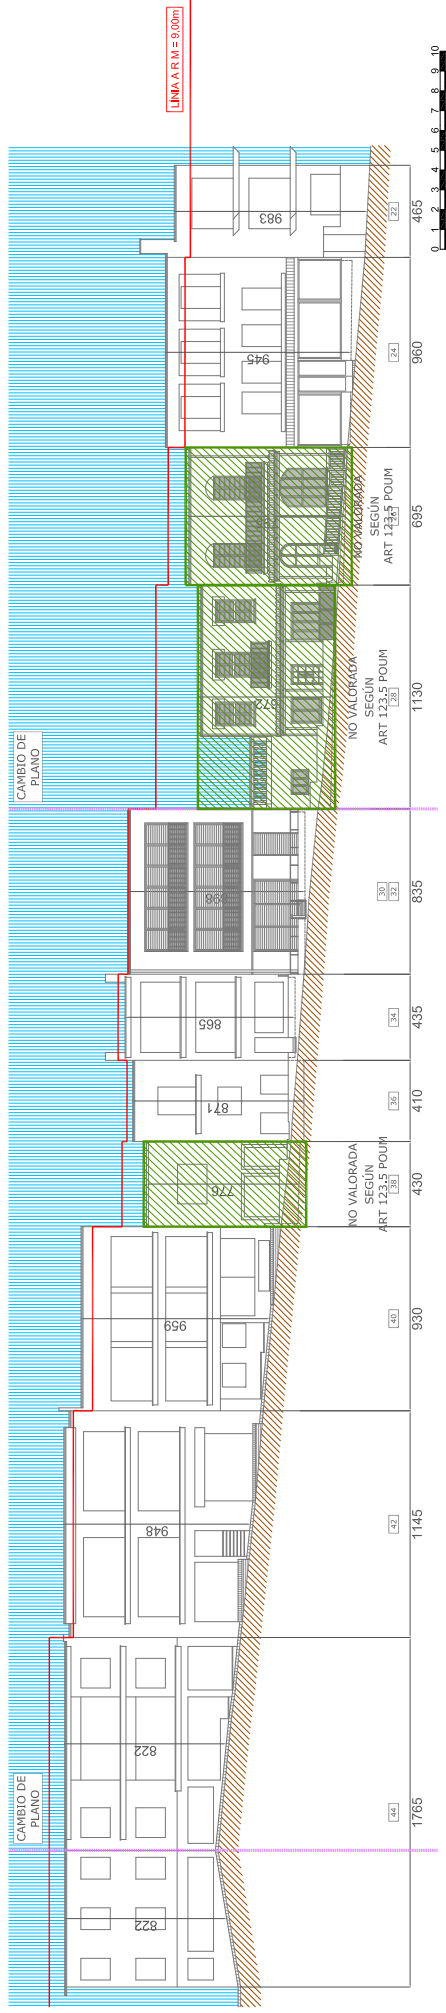 LÍNIA A R M = 9,00m
0 1 2 3 4 5 6 7 8 9 10
983
22
465
945
24
960
NO VALORADA
SEGÚN
ART 123.5 POUM
26
695
872
NO VALORADA
SEGÚN
ART 123.5 POUM
28
1130
CAMBIO DE
PLANO
898
30
32
835
865
34
435
871
36
410
776
NO VALORADA
SEGÚN
ART 123.5 POUM
38
430
959
40
930
948
42
1145
822
CAMBIO DE
PLANO
44
1765
822